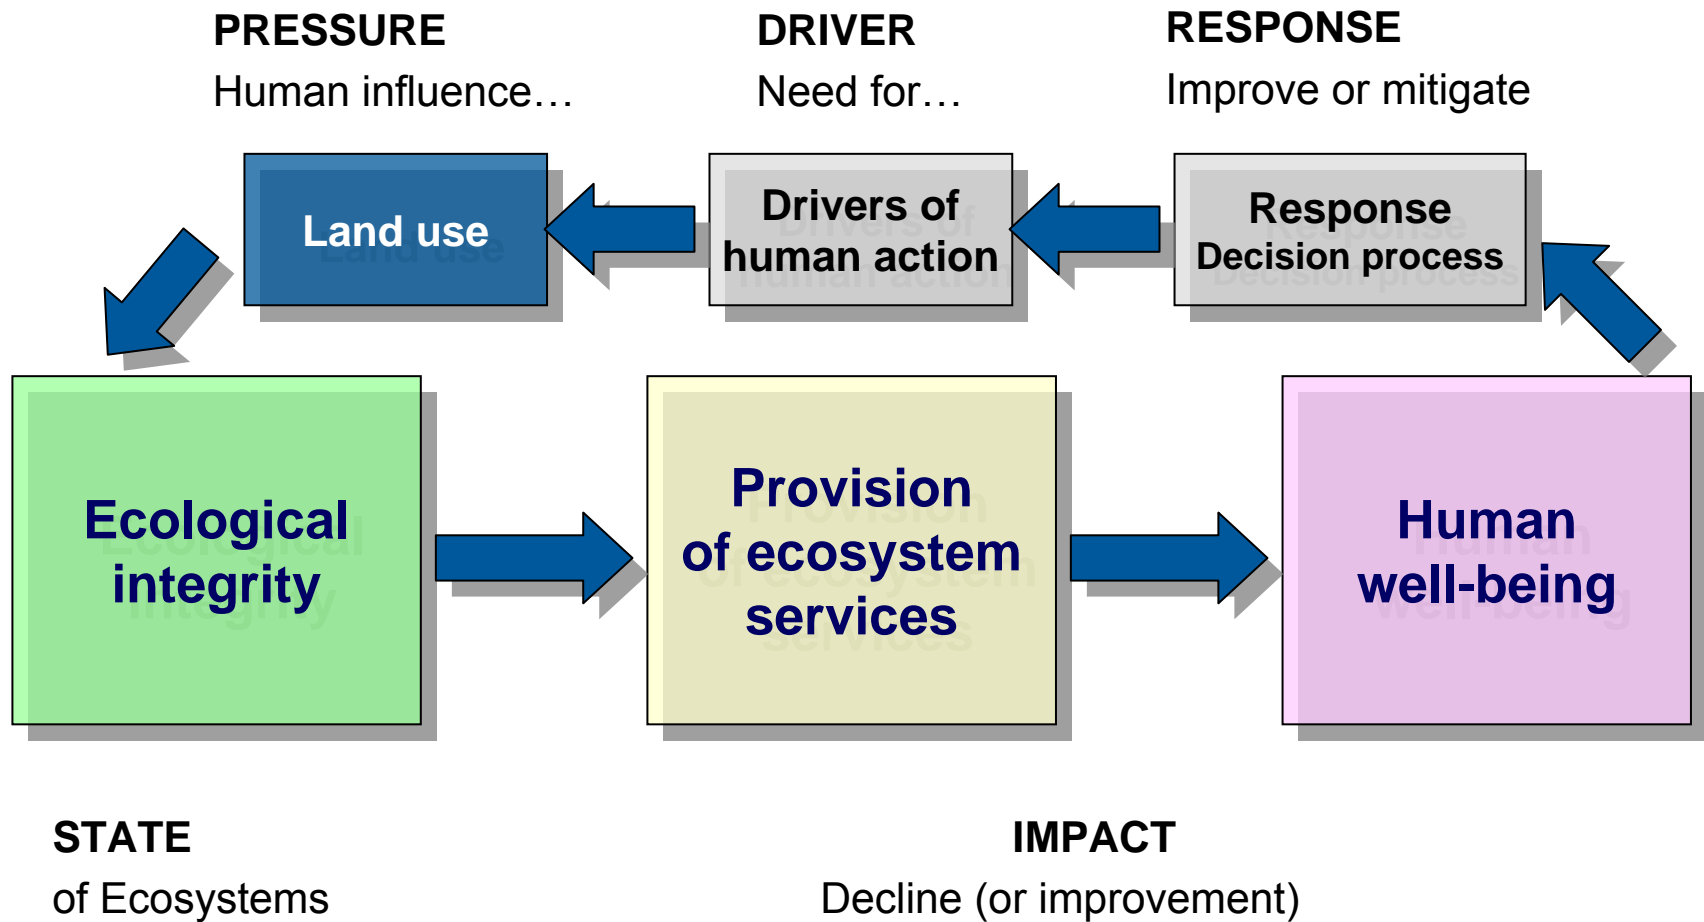 PRESSURE
Human influence…
DRIVER
Need for…
RESPONSE
Improve or mitigate
Land use
Drivers of
human action
Response
Decision process
Ecological
integrity
Provision
of ecosystem
services
Human
well-being
STATE
of Ecosystems
IMPACT
Decline (or improvement)